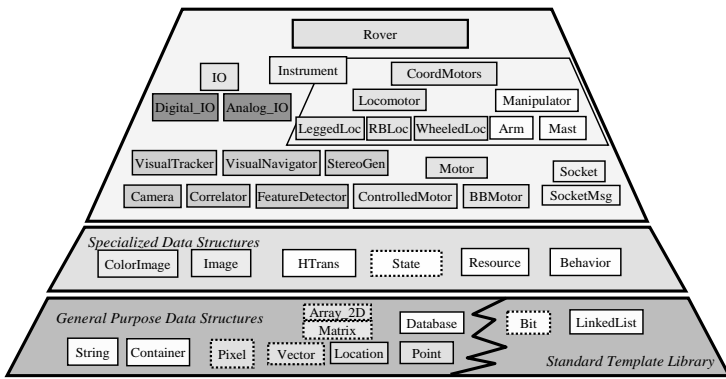 Rover
Instrument
IO
CoordMotors
Digital_IO Analog_IO
Locomotor
Manipulator
LeggedLoc RBLoc WheeledLoc Arm Mast
VisualTracker VisualNavigator StereoGen
Motor
Socket
Camera Correlator FeatureDetector ControlledMotor BBMotor SocketMsg
Specialized Data Structures
ColorImage Image HTrans State Resource Behavior
General Purpose Data Structures
Array_2D
Matrix
Database
Bit
LinkedList
String Container Pixel Vector Location Point
Standard Template Library